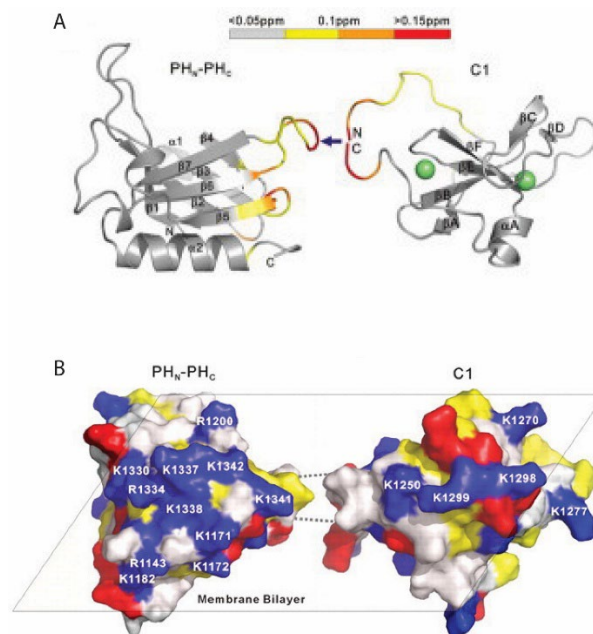 A
<0.05ppm 0.1ppm >0.15ppm
PHN-PHC
C1
α1
β4
β7
β3
β6
β1
β2
β5
N
α2
C
N
C
βF
βC
βD
βE
βB
βA
αA
B
PHN-PHC
C1
R1200
K1270
K1330
K1337
K1342
R1334
K1341
K1338
K1250
K1299
K1298
K1277
K1171
R1143
K1172
K1182
Membrane Bilayer